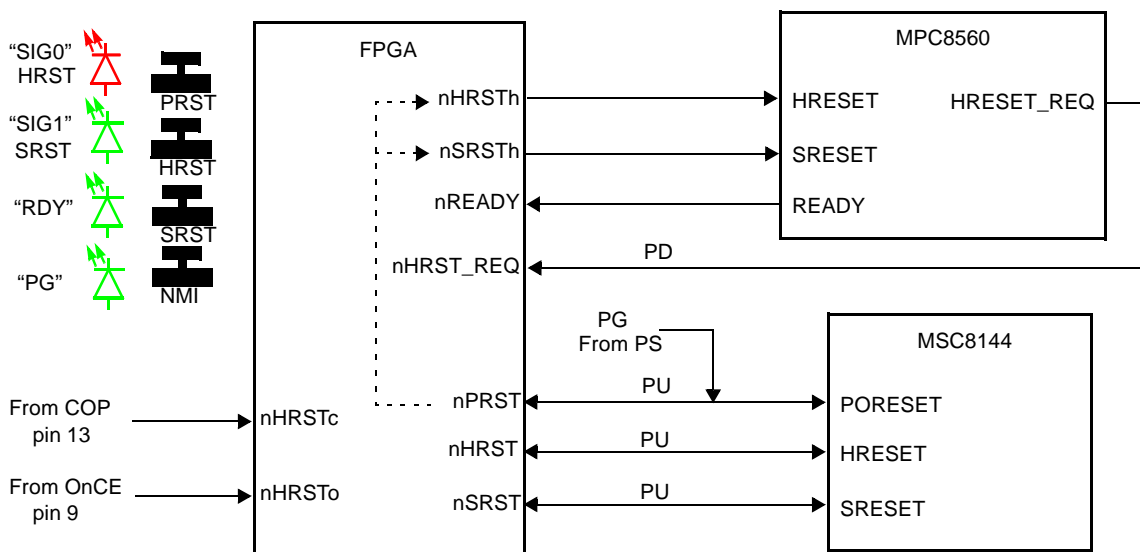 “SIG0”
HRST
PRST
“SIG1”
SRST
HRST
“RDY”
SRST
“PG”
NMI
From COP
pin 13
From OnCE
pin 9
FPGA
nHRSTh
nSRSTh
nREADY
nHRST_REQ
nPRST
nHRSTc
nHRST
nHRSTo
nSRST
MPC8560
HRESET
HRESET_REQ
SRESET
READY
PD
PG
From PS
PU
PU
PU
MSC8144
PORESET
HRESET
SRESET